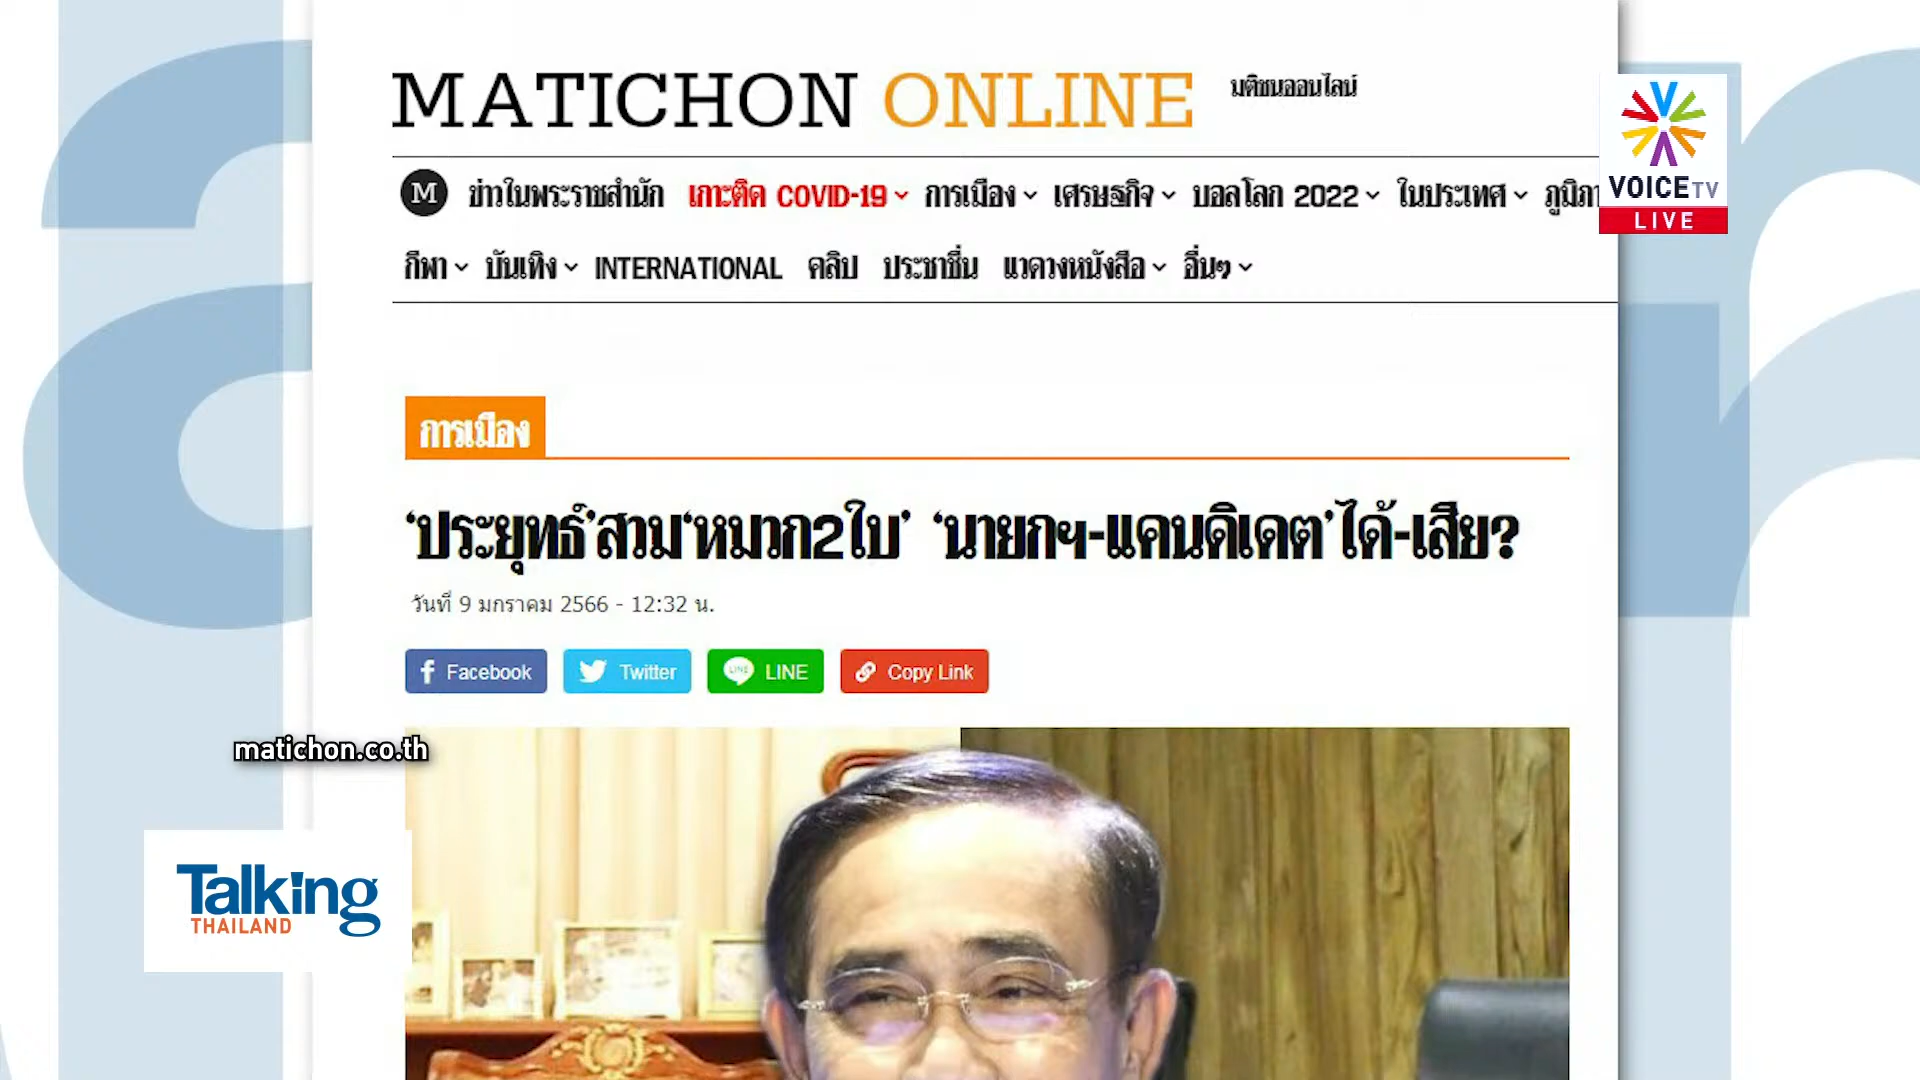 MATICHON ONLINE มติชนออนไลน์
M ข่าวในพระราชสำนัก เกาะติด COVID-19 การเมือง เศรษฐกิจ บอลโลก 2022 ในประเทศ
VOICE TV
LIVE
กีฬา บันเทิง INTERNATIONAL คลิป ประชาชื่น แวดวงหนังสือ อื่นๆ
การเมือง
‘ประยุทธ์’สวม‘หมวก2ใบ’ ‘นายกฯ-แคนดิเดต’ได้-เสีย?
วันที่ 9 มกราคม 2566 - 12:32 น.
Facebook Twitter LINE LINE Copy Link
matichon.co.th
Talking
THAILAND